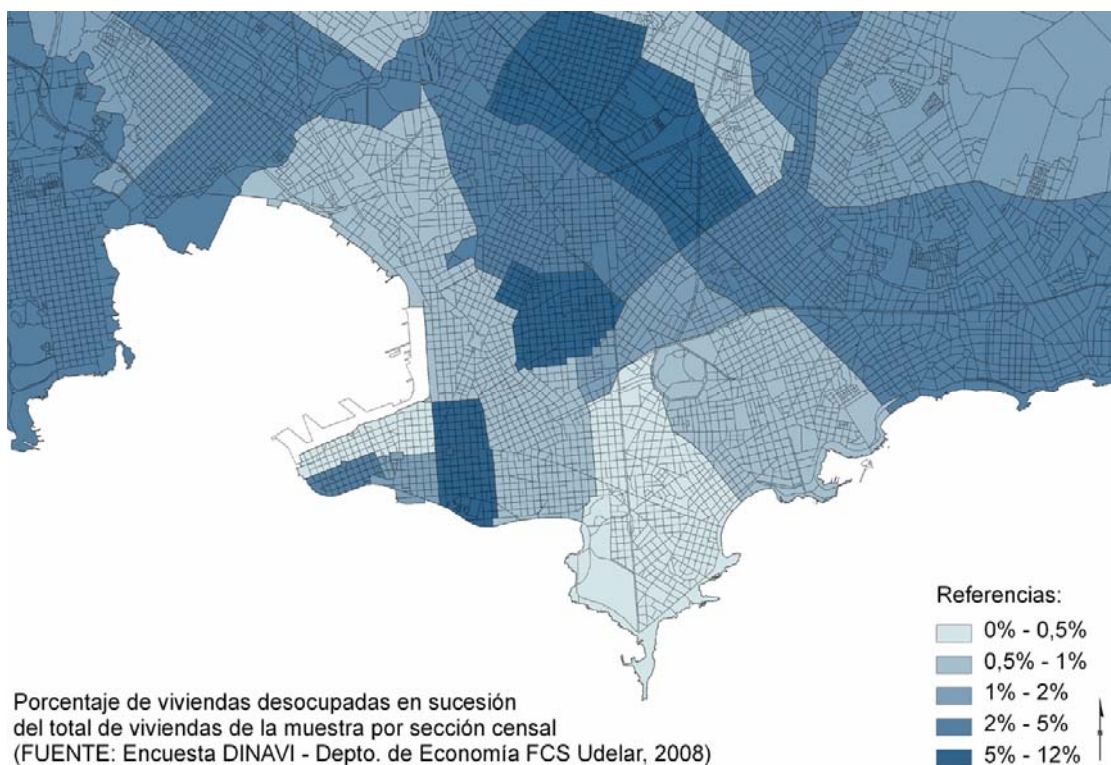 Referencias:
0% - 0,5%
0,5% - 1%
1% - 2%
2% - 5%
5% - 12%
Porcentaje de viviendas desocupadas en sucesión
del total de viviendas de la muestra por sección censal
(FUENTE: Encuesta DINAVI - Depto. de Economía FCS Udelar, 2008)